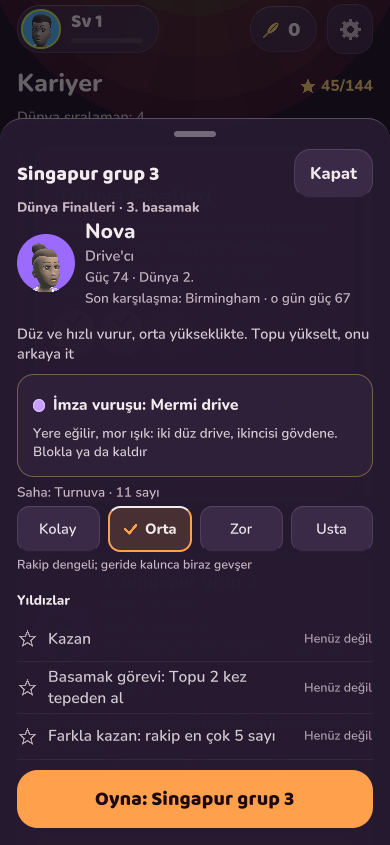 Sv 1
0
Kariyer
45/144
Dünya sıralaman: 4
Singapur grup 3
Kapat
Dünya Finalleri · 3. basamak
Nova
Drive'cı
Güç 74 · Dünya 2.
Son karşılaşma: Birmingham · o gün güç 67
Düz ve hızlı vurur, orta yükseklikte. Topu yükselt, onu
arkaya it
İmza vuruşu: Mermi drive
Yere eğilir, mor ışık: iki düz drive, ikincisi gövdene.
Blokla ya da kaldır
Saha: Turnuva · 11 sayı
Kolay
Orta
Zor
Usta
Rakip dengeli; geride kalınca biraz gevşer
Yıldızlar
Kazan
Henüz değil
Basamak görevi: Topu 2 kez
tepeden al
Henüz değil
Farkla kazan: rakip en çok 5 sayı
Henüz değil
Oyna: Singapur grup 3